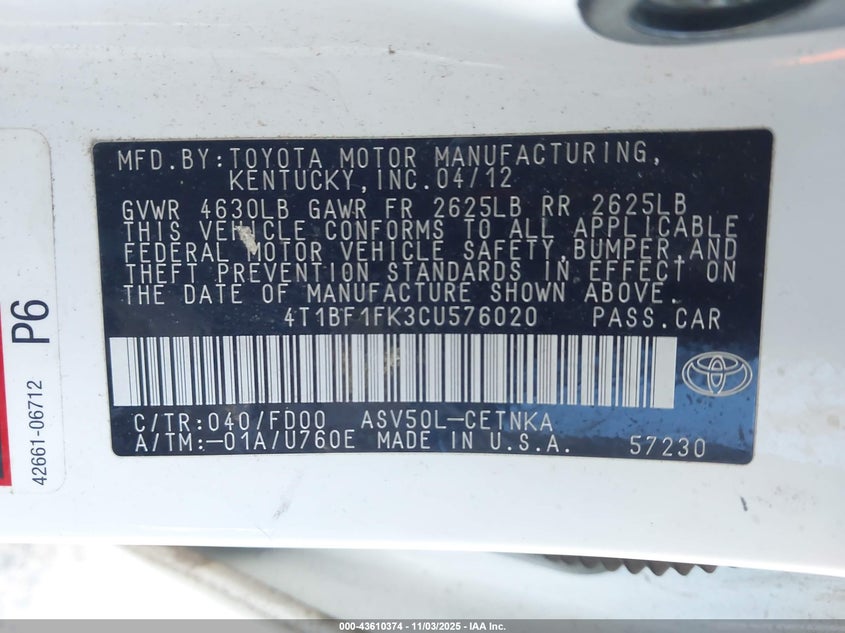 MFD.BY:TOYOTA MOTOR MANUFACTURING,
KENTUCKY,INC.04/12
GVWR 4630LB GAWR FR 2625LB RR 2625LB
THIS VEHICLE CONFORMS TO ALL APPLICABLE
FEDERAL MOTOR VEHICLE SAFETY,BUMPER,AND
THEFT PREVENTION STANDARDS IN EFFECT ON
THE DATE OF MANUFACTURE SHOWN ABOVE.
4T1BF1FK3CU576020 PASS.CAR
C/TR:040/FD00 ASV50L-CETNKA
A/TM:-01A/U760E MADE IN U.S.A. 57230
P6
42661-06712
000-43610374 - 11/03/2025 - IAA Inc.